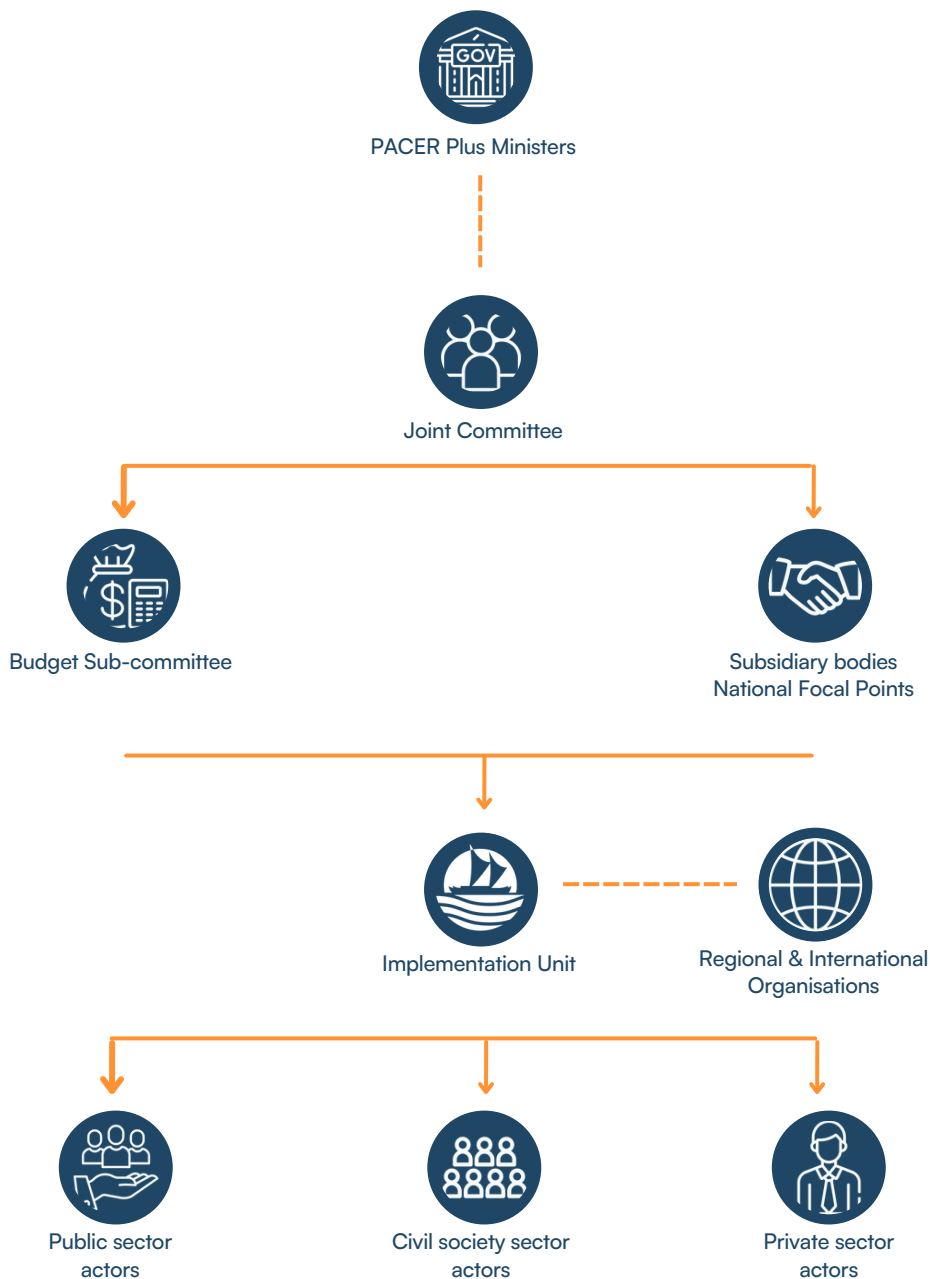 GOV
PACER Plus Ministers
Joint Committee
$
Budget Sub-committee
Subsidiary bodies
National Focal Points
Implementation Unit
Regional & International
Organisations
Public sector
actors
Civil society sector
actors
Private sector
actors